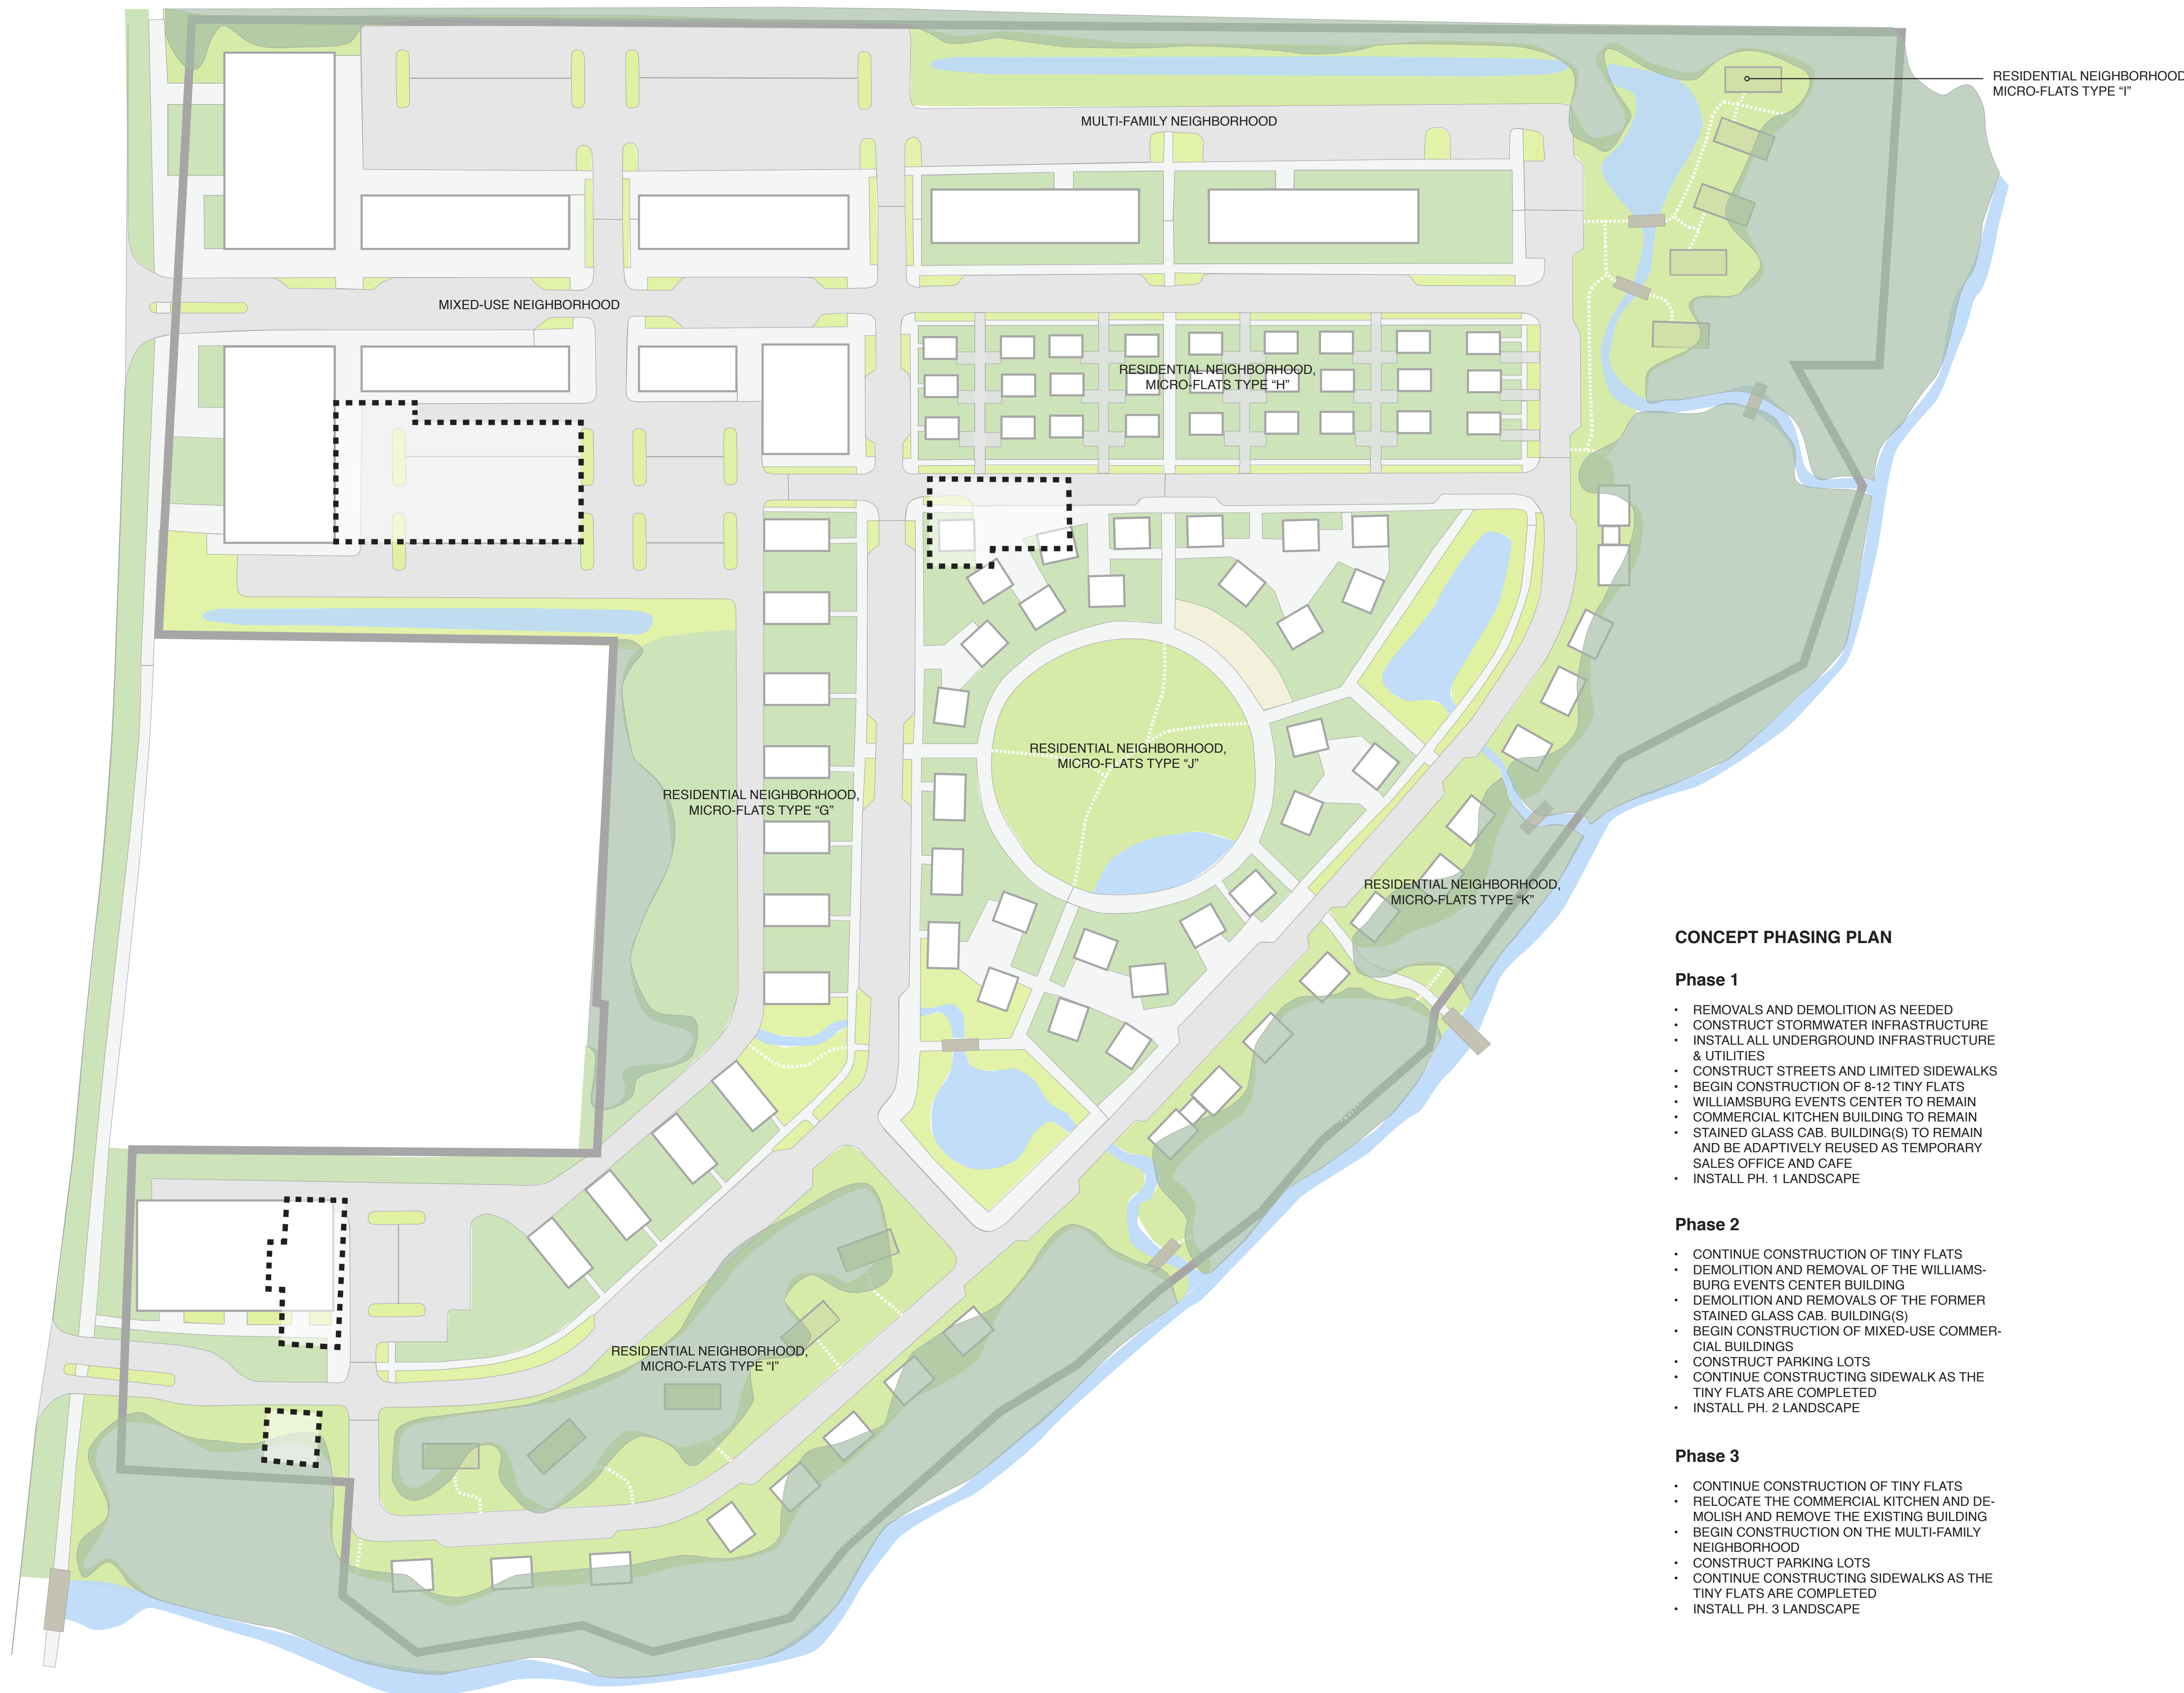 RESIDENTIAL NEIGHBORHOOD
MICRO-FLATS TYPE “I”
MULTI-FAMILY NEIGHBORHOOD
MIXED-USE NEIGHBORHOOD
RESIDENTIAL NEIGHBORHOOD,
MICRO-FLATS TYPE “H”
RESIDENTIAL NEIGHBORHOOD,
MICRO-FLATS TYPE “J”
RESIDENTIAL NEIGHBORHOOD,
MICRO-FLATS TYPE “G”
RESIDENTIAL NEIGHBORHOOD,
MICRO-FLATS TYPE “K”
RESIDENTIAL NEIGHBORHOOD,
MICRO-FLATS TYPE “I”
CONCEPT PHASING PLAN
Phase 1
• REMOVALS AND DEMOLITION AS NEEDED
• CONSTRUCT STORMWATER INFRASTRUCTURE
• INSTALL ALL UNDERGROUND INFRASTRUCTURE
& UTILITIES
• CONSTRUCT STREETS AND LIMITED SIDEWALKS
• BEGIN CONSTRUCTION OF 8-12 TINY FLATS
• WILLIAMSBURG EVENTS CENTER TO REMAIN
• COMMERCIAL KITCHEN BUILDING TO REMAIN
• STAINED GLASS CAB. BUILDING(S) TO REMAIN
AND BE ADAPTIVELY REUSED AS TEMPORARY
SALES OFFICE AND CAFE
• INSTALL PH. 1 LANDSCAPE
Phase 2
• CONTINUE CONSTRUCTION OF TINY FLATS
• DEMOLITION AND REMOVAL OF THE WILLIAMS-
BURG EVENTS CENTER BUILDING
• DEMOLITION AND REMOVALS OF THE FORMER
STAINED GLASS CAB. BUILDING(S)
• BEGIN CONSTRUCTION OF MIXED-USE COMMER-
CIAL BUILDINGS
• CONSTRUCT PARKING LOTS
• CONTINUE CONSTRUCTING SIDEWALK AS THE
TINY FLATS ARE COMPLETED
• INSTALL PH. 2 LANDSCAPE
Phase 3
• CONTINUE CONSTRUCTION OF TINY FLATS
• RELOCATE THE COMMERCIAL KITCHEN AND DE-
MOLISH AND REMOVE THE EXISTING BUILDING
• BEGIN CONSTRUCTION ON THE MULTI-FAMILY
NEIGHBORHOOD
• CONSTRUCT PARKING LOTS
• CONTINUE CONSTRUCTING SIDEWALKS AS THE
TINY FLATS ARE COMPLETED
• INSTALL PH. 3 LANDSCAPE